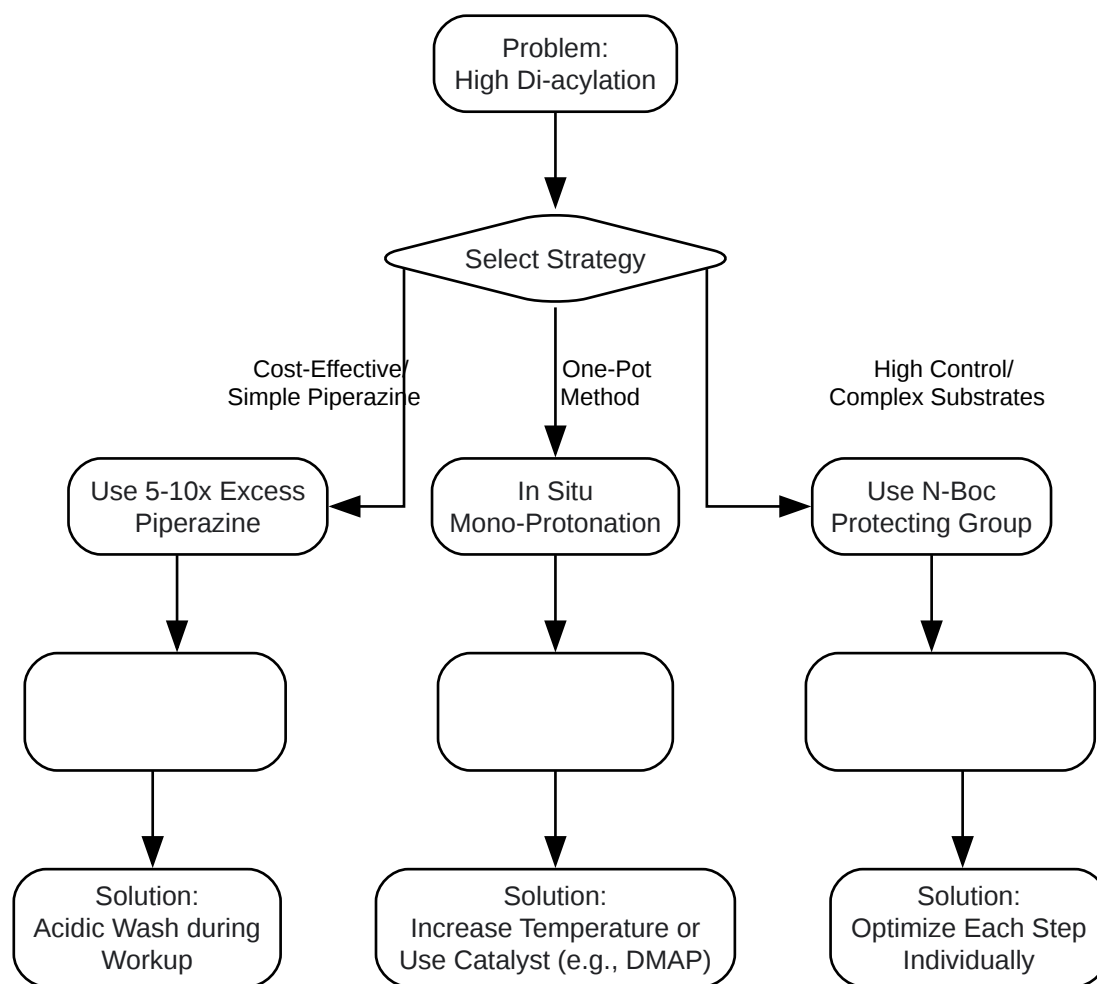 Problem:
High Di-acylation
Select Strategy
Cost-Effective/
Simple Piperazine
One-Pot
Method
High Control/
Complex Substrates
Use 5-10x Excess
Piperazine
In Situ
Mono-Protonation
Use N-Boc
Protecting Group
Solution:
Acidic Wash during
Workup
Solution:
Increase Temperature or
Use Catalyst (e.g., DMAP)
Solution:
Optimize Each Step
Individually